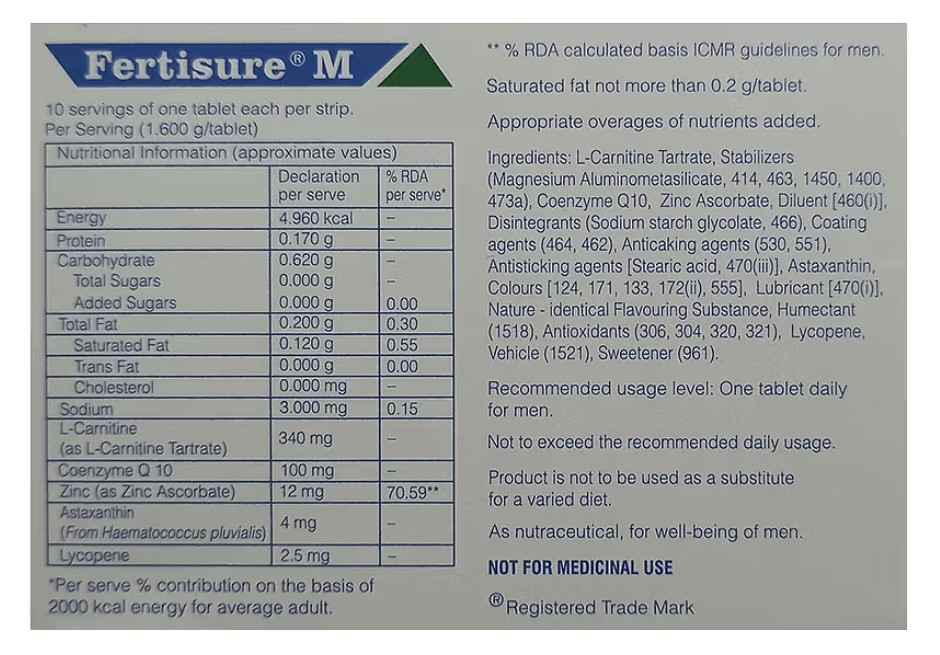 Fertisure® M
10 servings of one tablet each per strip.
Per Serving (1.600 g/tablet)
Nutritional Information (approximate values)
Declaration per serve % RDA per serve*
Energy 4.960 kcal –
Protein 0.170 g –
Carbohydrate 0.620 g –
Total Sugars 0.000 g –
Added Sugars 0.000 g 0.00
Total Fat 0.200 g 0.30
Saturated Fat 0.120 g 0.55
Trans Fat 0.000 g 0.00
Cholesterol 0.000 mg –
Sodium 3.000 mg 0.15
L-Carnitine
(as L-Carnitine Tartrate) 340 mg –
Coenzyme Q 10 100 mg –
Zinc (as Zinc Ascorbate) 12 mg 70.59**
Astaxanthin
(From Haematococcus pluvialis) 4 mg –
Lycopene 2.5 mg –
*Per serve % contribution on the basis of
2000 kcal energy for average adult.
** % RDA calculated basis ICMR guidelines for men.
Saturated fat not more than 0.2 g/tablet.
Appropriate overages of nutrients added.
Ingredients: L-Carnitine Tartrate, Stabilizers
(Magnesium Aluminometasilicate, 414, 463, 1450, 1400,
473a), Coenzyme Q10, Zinc Ascorbate, Diluent [460(i)],
Disintegrants (Sodium starch glycolate, 466), Coating
agents (464, 462), Anticaking agents (530, 551),
Antisticking agents [Stearic acid, 470(iii)], Astaxanthin,
Colours [124, 171, 133, 172(ii), 555], Lubricant [470(i)],
Nature - identical Flavouring Substance, Humectant
(1518), Antioxidants (306, 304, 320, 321), Lycopene,
Vehicle (1521), Sweetener (961).
Recommended usage level: One tablet daily
for men.
Not to exceed the recommended daily usage.
Product is not to be used as a substitute
for a varied diet.
As nutraceutical, for well-being of men.
NOT FOR MEDICINAL USE
® Registered Trade Mark